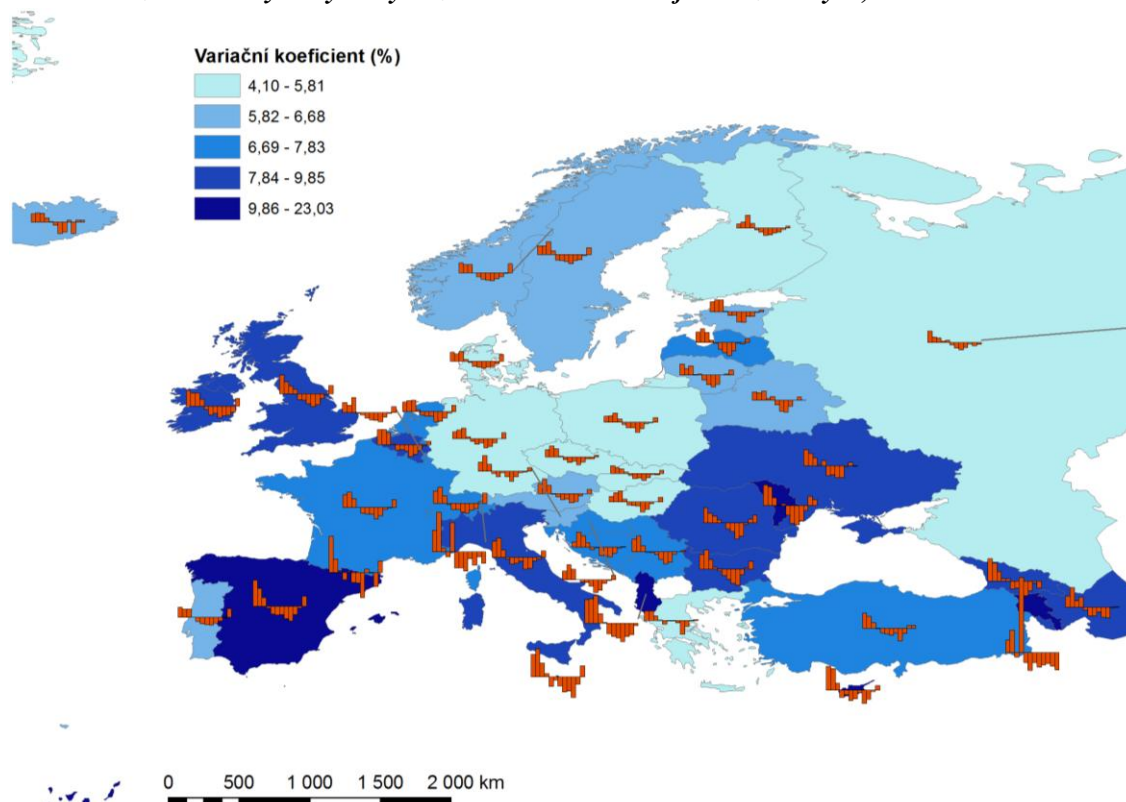 Variační koeficient (%)
4,10 - 5,81
5,82 - 6,68
6,69 - 7,83
7,84 - 9,85
9,86 - 23,03
0 500 1 000 1 500 2 000 km